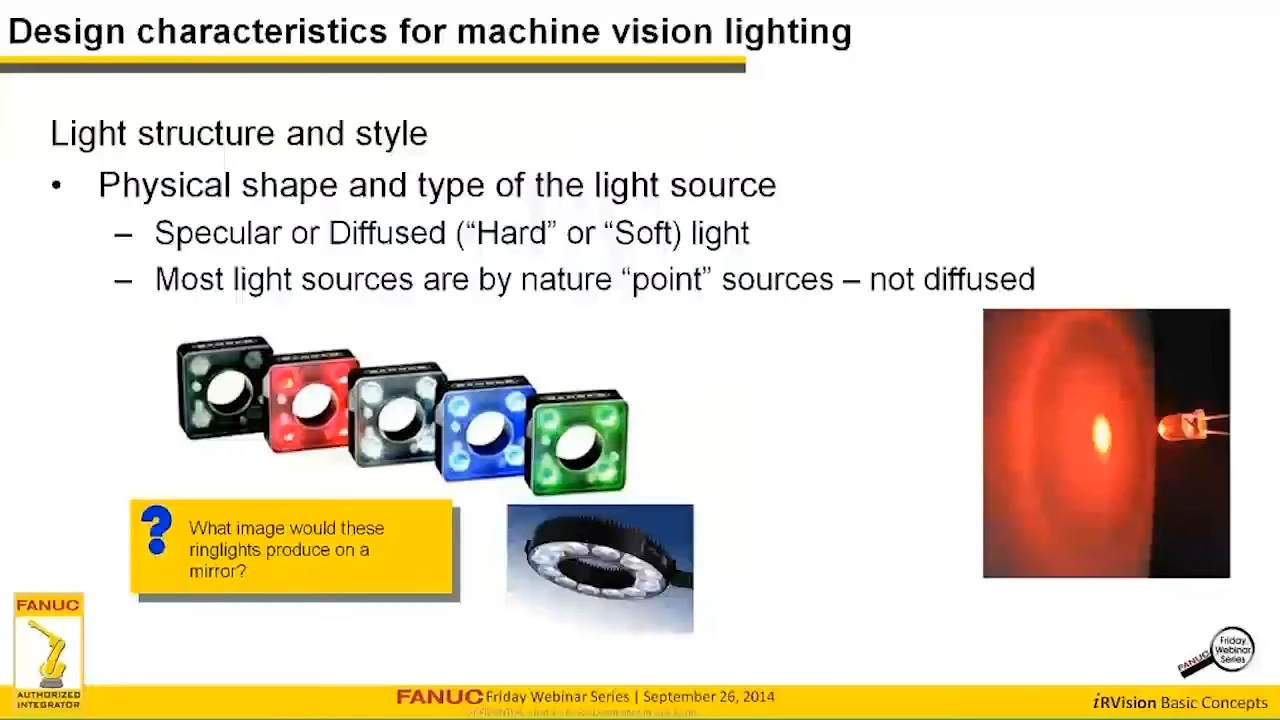 Design characteristics for machine vision lighting
Light structure and style
• Physical shape and type of the light source
– Specular or Diffused (“Hard” or “Soft) light
– Most light sources are by nature “point” sources – not diffused
? What image would these
ringlights produce on a
mirror?
FANUC
AUTHORIZED
INTEGRATOR
FANUC Friday Webinar Series | September 26, 2014
Friday
Webinar
Series
FANUC
iRVision Basic Concepts